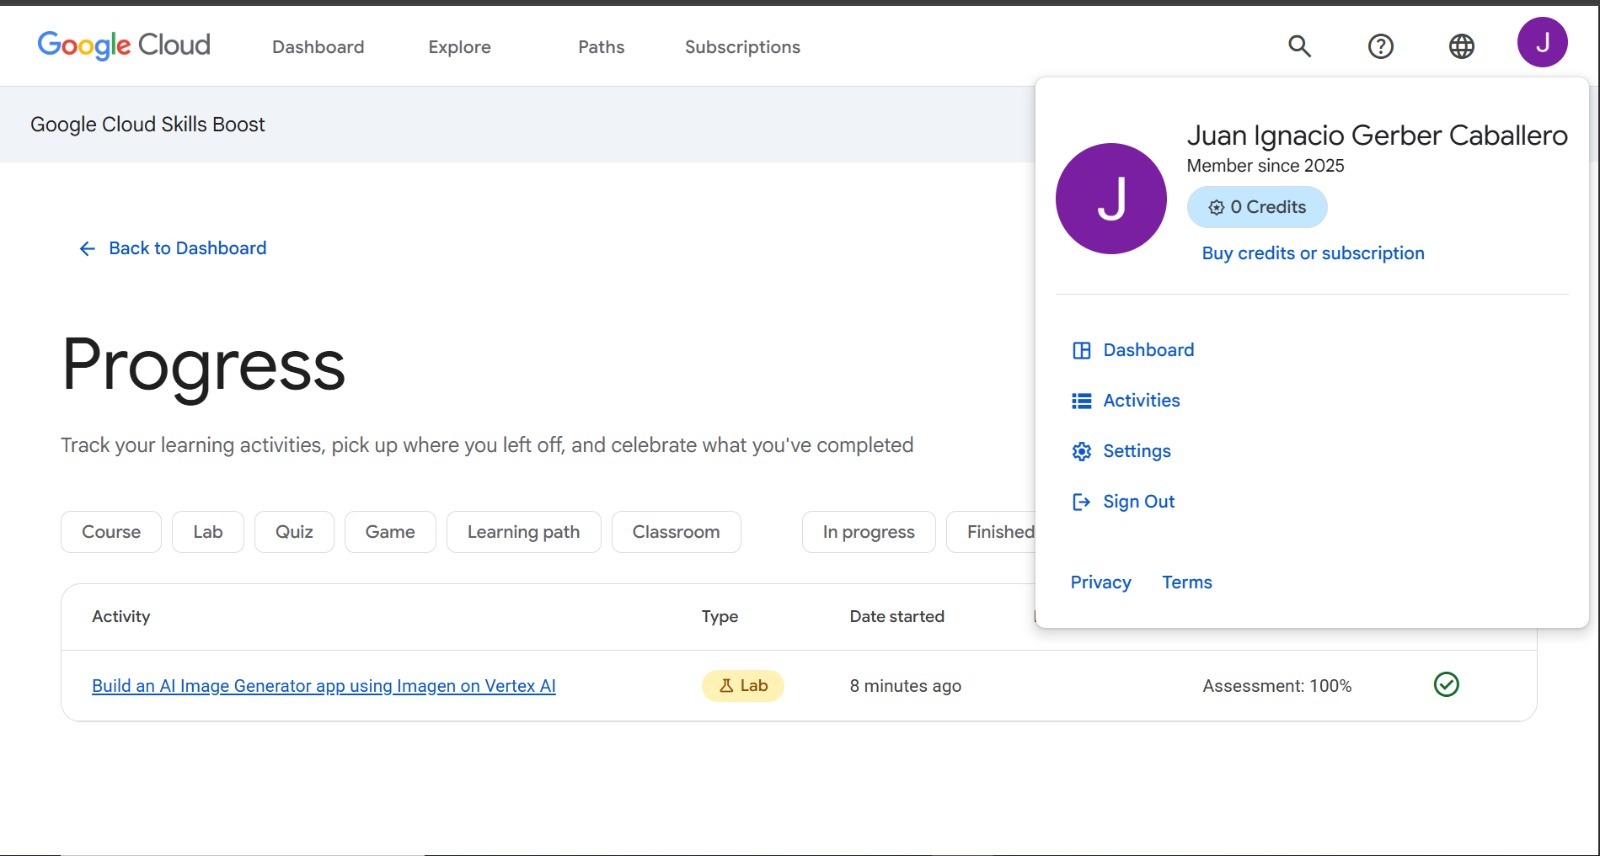 Google Cloud Dashboard Explore Paths Subscriptions J
Google Cloud Skills Boost
Juan Ignacio Gerber Caballero
Member since 2025
J
0 Credits
Buy credits or subscription
Dashboard
Activities
Settings
Sign Out
Privacy Terms
Back to Dashboard
Progress
Track your learning activities, pick up where you left off, and celebrate what you've completed
Course Lab Quiz Game Learning path Classroom In progress Finished
Activity Type Date started
Build an AI Image Generator app using Imagen on Vertex AI Lab 8 minutes ago Assessment: 100%